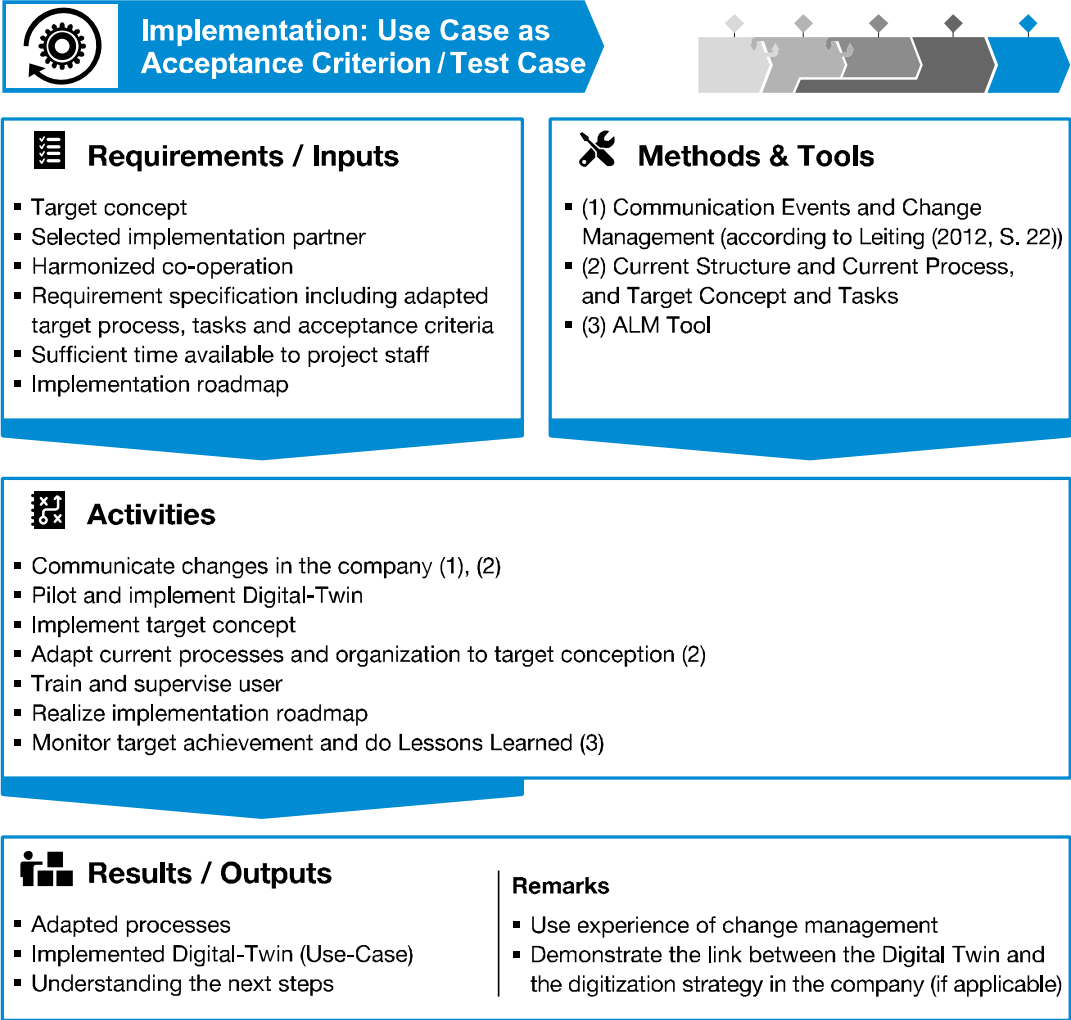 Implementation: Use Case as
Acceptance Criterion / Test Case
Requirements / Inputs
▪ Target concept
▪ Selected implementation partner
▪ Harmonized co-operation
▪ Requirement specification including adapted
target process, tasks and acceptance criteria
▪ Sufficient time available to project staff
▪ Implementation roadmap
Methods & Tools
▪ (1) Communication Events and Change
Management (according to Leiting (2012, S. 22))
▪ (2) Current Structure and Current Process,
and Target Concept and Tasks
▪ (3) ALM Tool
Activities
▪ Communicate changes in the company (1), (2)
▪ Pilot and implement Digital-Twin
▪ Implement target concept
▪ Adapt current processes and organization to target conception (2)
▪ Train and supervise user
▪ Realize implementation roadmap
▪ Monitor target achievement and do Lessons Learned (3)
Results / Outputs
▪ Adapted processes
▪ Implemented Digital-Twin (Use-Case)
▪ Understanding the next steps
Remarks
▪ Use experience of change management
▪ Demonstrate the link between the Digital Twin and
the digitization strategy in the company (if applicable)